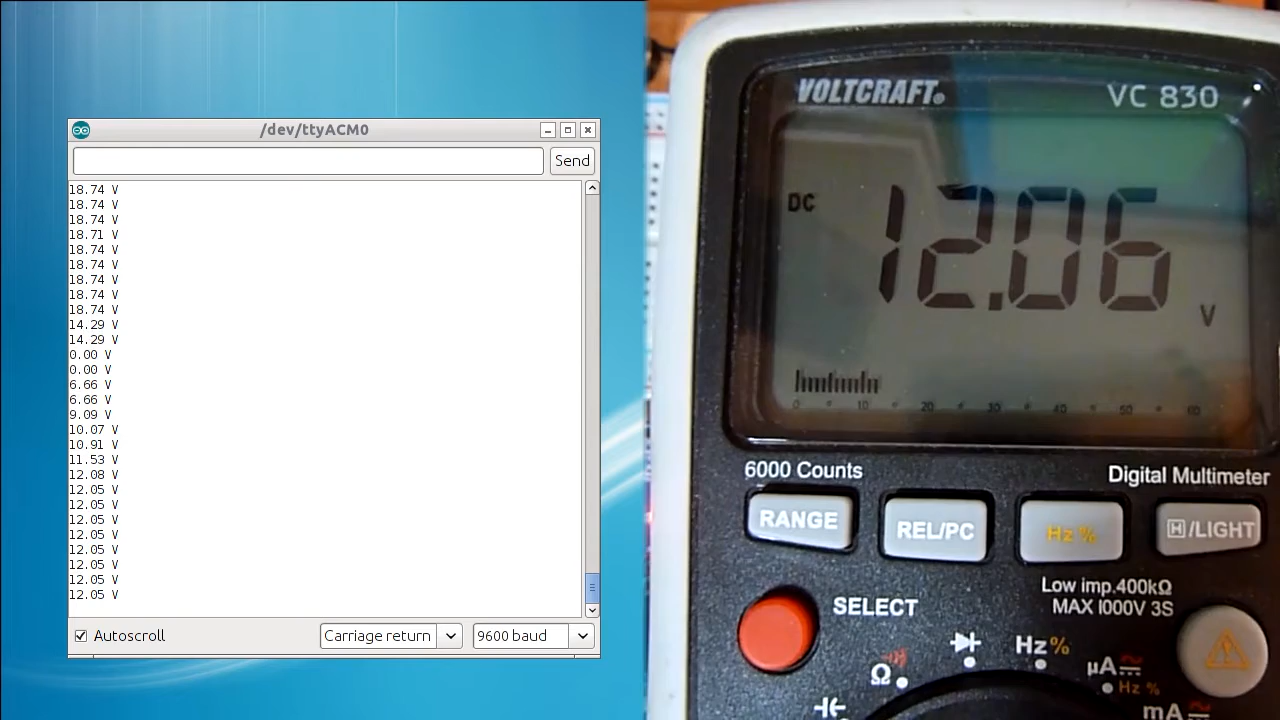 /dev/ttyACM0
Send
18.74 V
18.74 V
18.74 V
18.71 V
18.74 V
18.74 V
18.74 V
18.74 V
18.74 V
14.29 V
14.29 V
0.00 V
0.00 V
6.66 V
6.66 V
9.09 V
10.07 V
10.91 V
11.53 V
12.08 V
12.05 V
12.05 V
12.05 V
12.05 V
12.05 V
12.05 V
12.05 V
12.05 V
Autoscroll
Carriage return
9600 baud
VOLTCRAFT® VC 830
DC 12.06 V
0 10 20 30 40 50 60
6000 Counts Digital Multimeter
RANGE REL/PC Hz % H/LIGHT
Low imp.400kΩ
MAX 1000V 3S
SELECT
Hz%
Ω
µA
Hz %
mA